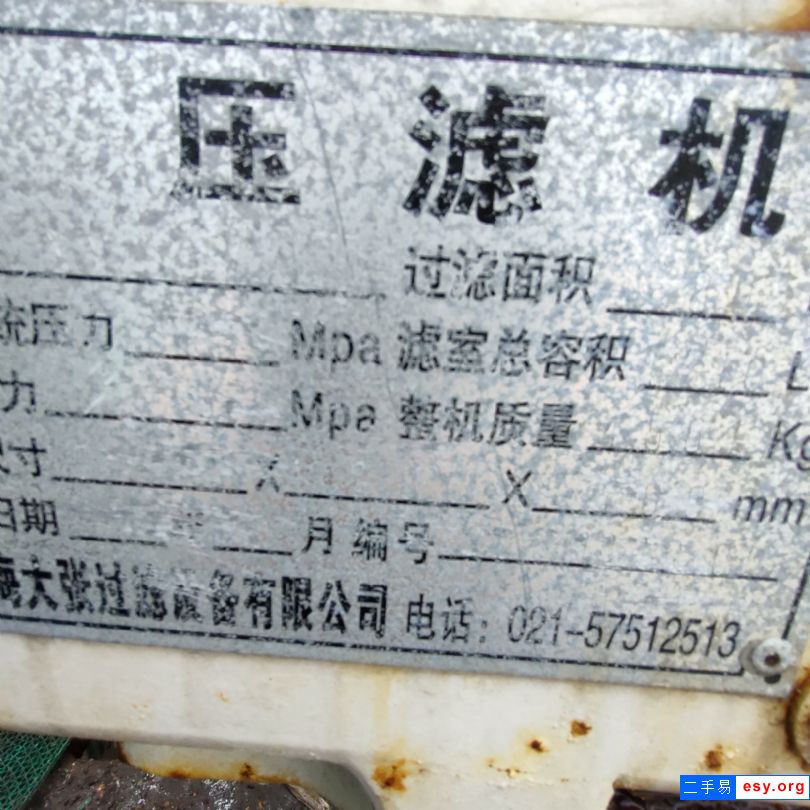 压滤机
过滤面积
统压力 Mpa 滤室总容积 L
力 Mpa 整机质量 Kg
尺寸 X X mm
日期 年 月 编号
海大张过滤设备有限公司 电话：021-57512513
二手易 esy.org